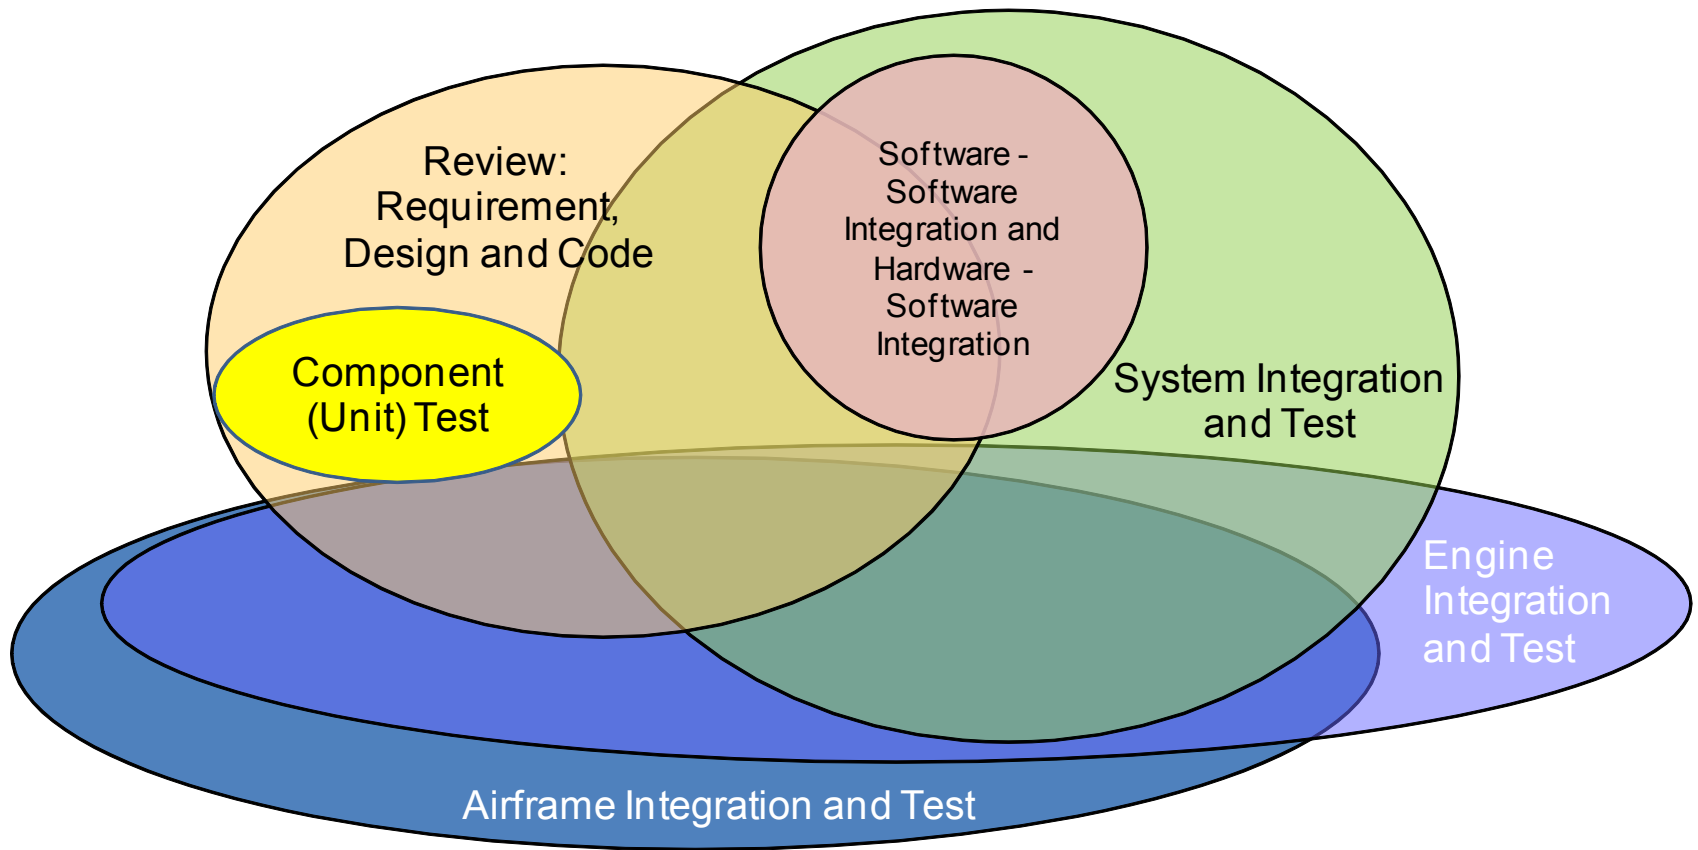 Review:
Requirement,
Design and Code
Software -
Software
Integration and
Hardware -
Software
Integration
Component
(Unit) Test
System Integration
and Test
Engine
Integration
and Test
Airframe Integration and Test